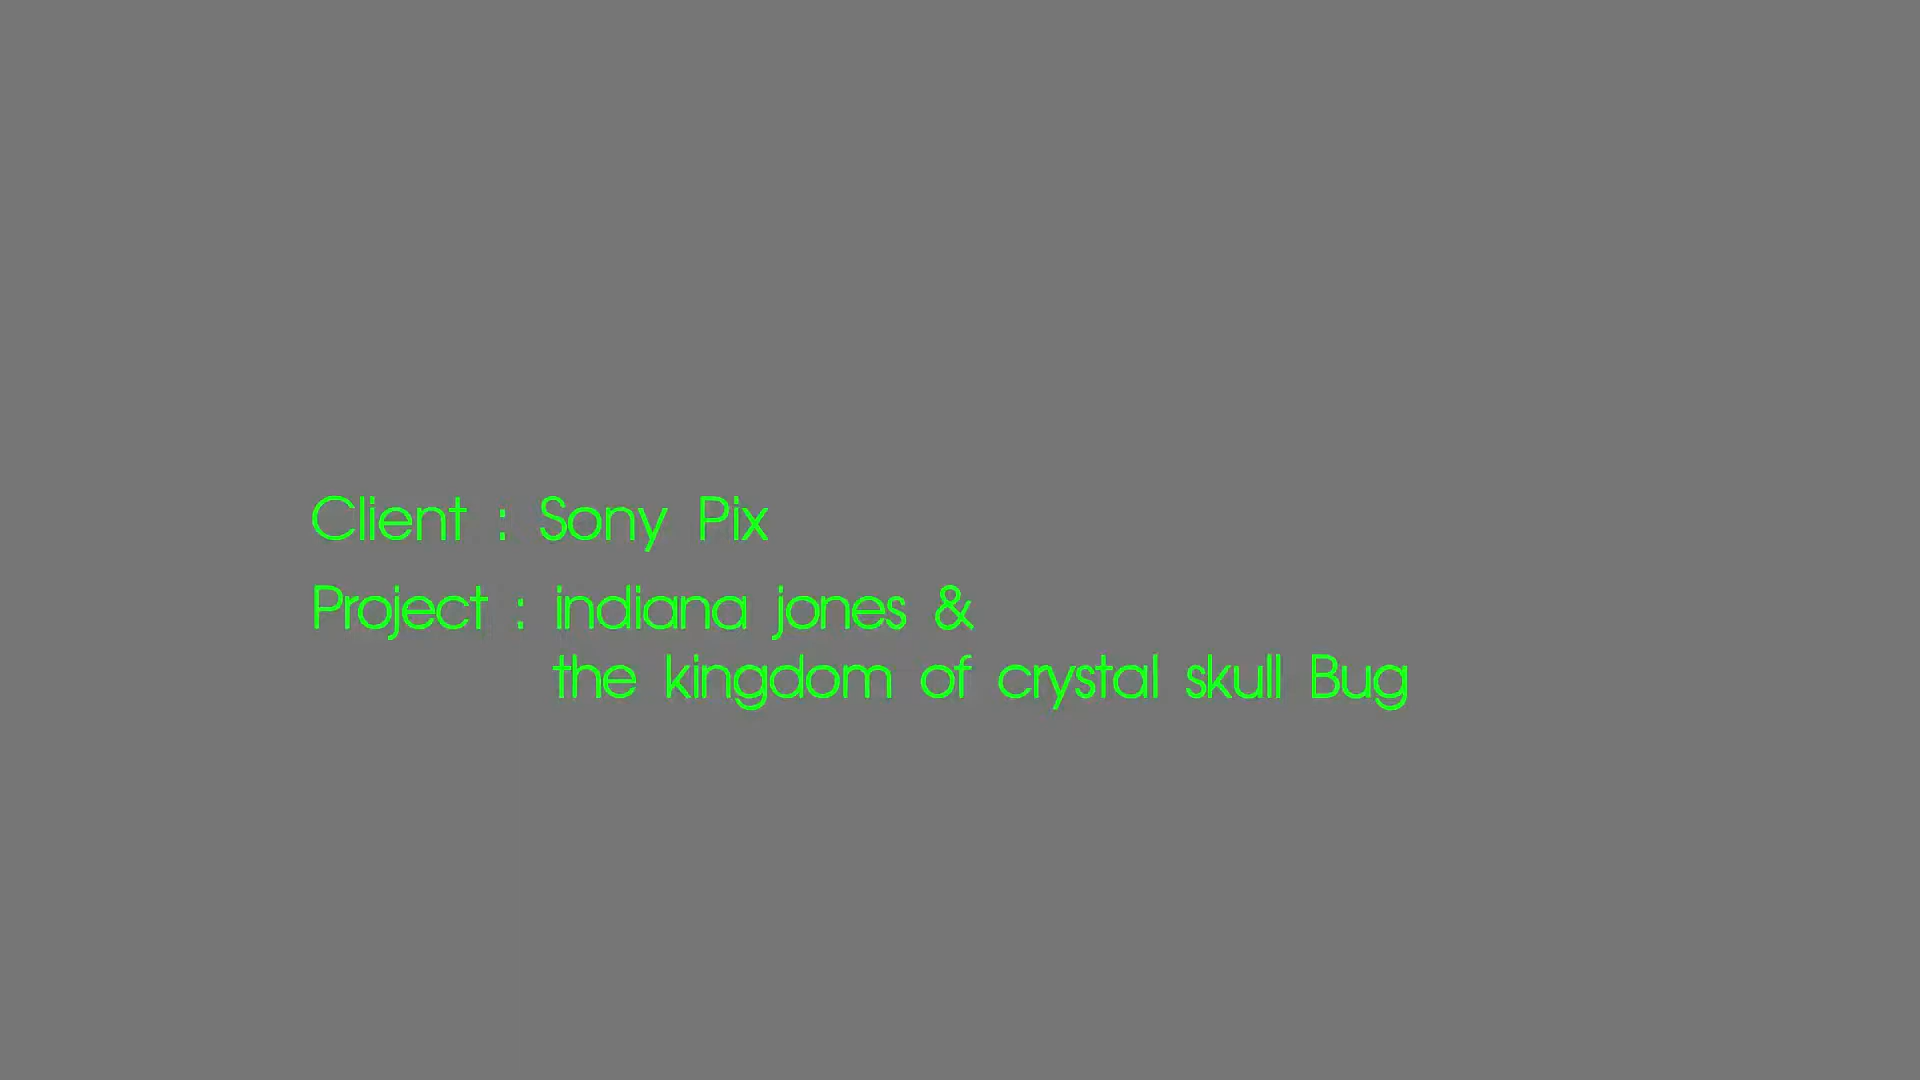 Client : Sony Pix
Project : indiana jones &
the kingdom of crystal skull Bug